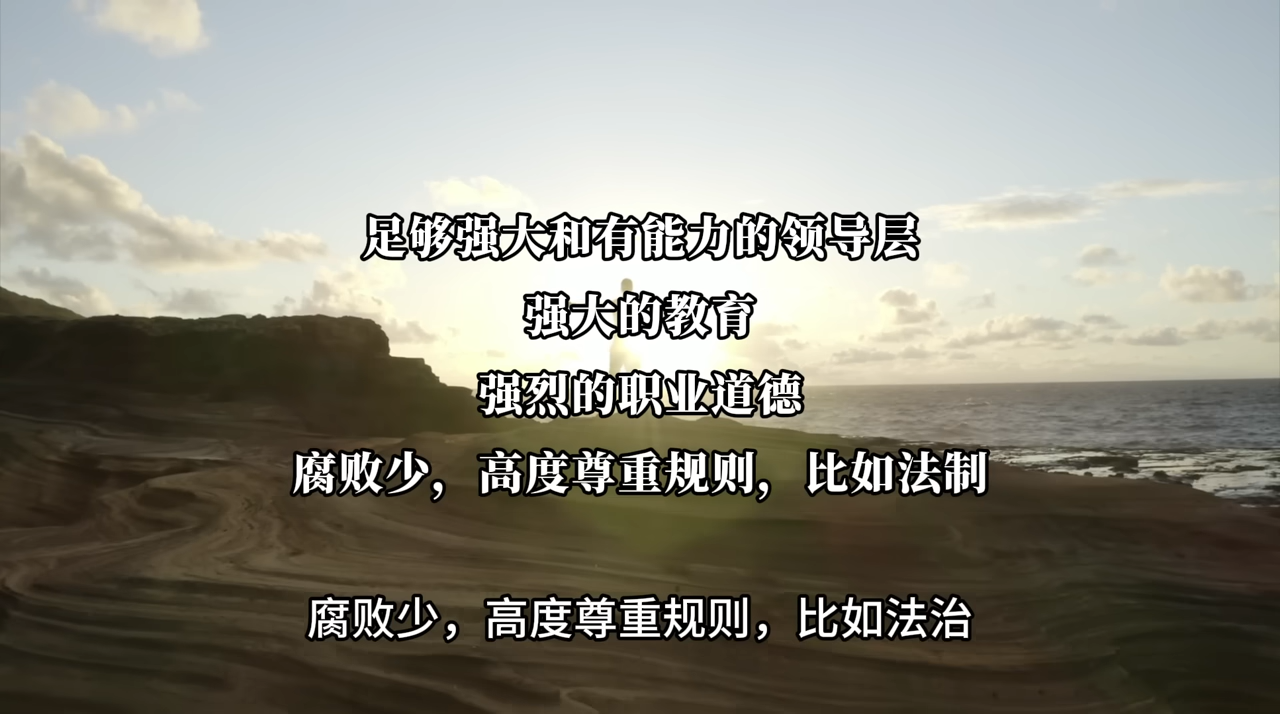 足够强大和有能力的领导层
强大的教育
强烈的职业道德
腐败少，高度尊重规则，比如法制
腐败少，高度尊重规则，比如法治